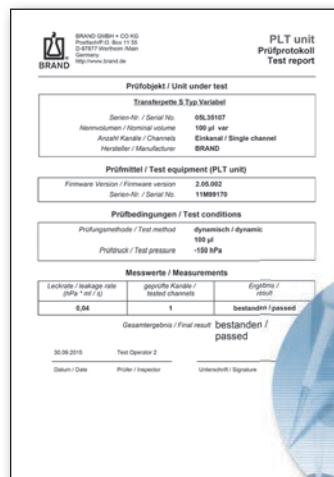 BRAND GMBH + CO KG
Postfach/P.O. Box 11 55
D-97877 Wertheim /Main
Germany
http://www.brand.de
BRAND
PLT unit
Prüfprotokoll
Test report
Prüfobjekt / Unit under test
Transferpette S Typ Variabel
Serien-Nr. / Serial No. 05L35107
Nennvolumen / Nominal volume 100 µl var
Anzahl Kanäle / Channels Einkanal / Single channel
Hersteller / Manufacturer BRAND
Prüfmittel / Test equipment (PLT unit)
Firmware Version / Firmware version 2.05.002
Serien-Nr. / Serial No. 11M99170
Prüfbedingungen / Test conditions
Prüfungsmethode / Test method dynamisch / dynamic
100 µl
Prüfdruck / Test pressure -150 hPa
Messwerte / Measurements
Leckrate / leakage rate (hPa * ml / s) geprüfte Kanäle / tested channels Ergebnis / result
0,04 1 bestanden / passed
Gesamtergebnis / Final result bestanden /
passed
30.09.2015 Test Operator 2
Datum / Date Prüfer / Inspector Unterschrift / Signature